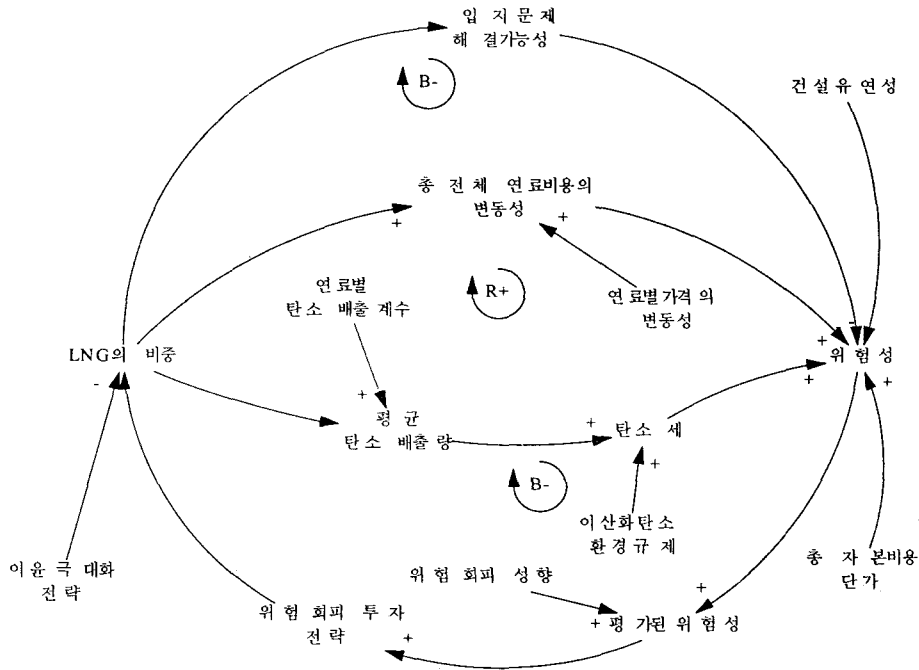 입지문제
해결가능성
B-
건설유연성
총 전체 연료비용의
변동성
+
+
연료별
탄소 배출계수
R+
연료별가격의
변동성
LNG의 비중
-
-
+
위험성
+
+
+
평균
탄소 배출량
+
탄소세
+
B-
이산화탄소
환경규제
이윤극대화
전략
위험회피 성향
총 자본비용
단가
위험회피투자
전략
+
+
+
평가된위험성